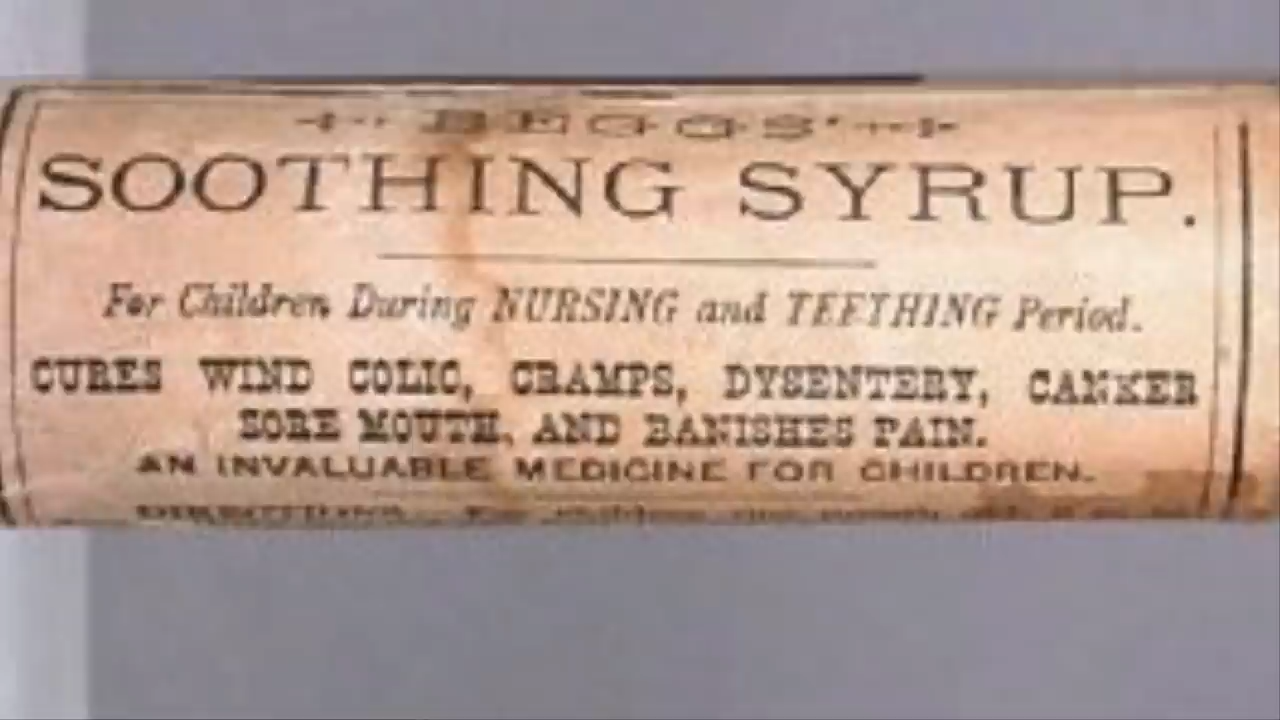 BEGGS'
SOOTHING SYRUP.
For Children During NURSING and TEETHING Period.
CURES WIND COLIC, CRAMPS, DYSENTERY, CANKER
SORE MOUTH, AND BANISHES PAIN.
AN INVALUABLE MEDICINE FOR CHILDREN.
DIRECTIONS